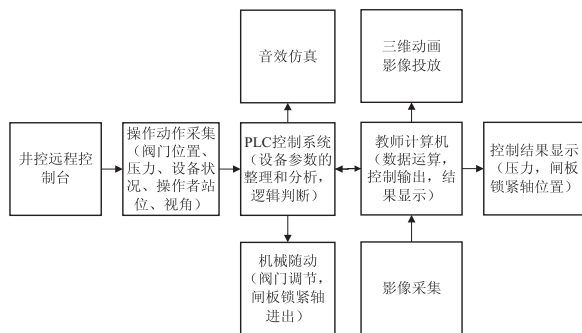 音效仿真
三维动画
影像投放
井控远程控
制台
操作动作采集
（阀门位置、
压力、设备状
况、操作者站
位、视角）
PLC控制系统
（设备参数的
整理和分析，
逻辑判断）
教师计算机
（数据运算，
控制输出，结
果显示）
控制结果显示
（压力，闸板
锁紧轴位置）
机械随动
（阀门调节，
闸板锁紧轴
进出）
影像采集